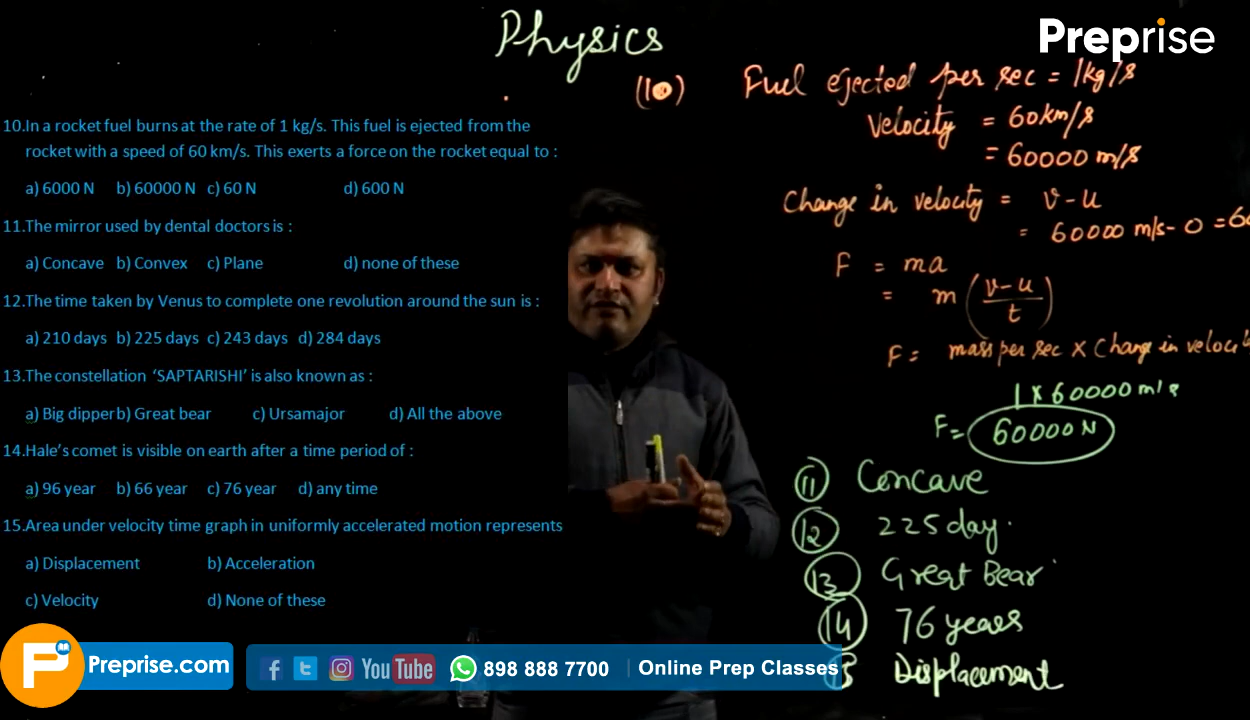 Physics
Preprise
10.In a rocket fuel burns at the rate of 1 kg/s. This fuel is ejected from the
rocket with a speed of 60 km/s. This exerts a force on the rocket equal to :
a) 6000 N b) 60000 N c) 60 N d) 600 N
11.The mirror used by dental doctors is :
a) Concave b) Convex c) Plane d) none of these
12.The time taken by Venus to complete one revolution around the sun is :
a) 210 days b) 225 days c) 243 days d) 284 days
13.The constellation ‘SAPTARISHI’ is also known as :
a) Big dipper b) Great bear c) Ursamajor d) All the above
14.Hale’s comet is visible on earth after a time period of :
a) 96 year b) 66 year c) 76 year d) any time
15.Area under velocity time graph in uniformly accelerated motion represents
a) Displacement b) Acceleration
c) Velocity d) None of these
(10) Fuel ejected per sec = 1kg/s
Velocity = 60km/s
= 60000 m/s
Change in velocity = v - u
= 60000 m/s - 0 = 60
F = ma
= m (v-u/t)
F = mass per sec x Change in veloci
1 x 60000 m/s
F = 60000 N
(11) Concave
(12) 225 day.
(13) Great Bear
(14) 76 years
Displacement
Preprise.com
You Tube 898 888 7700 | Online Prep Classes